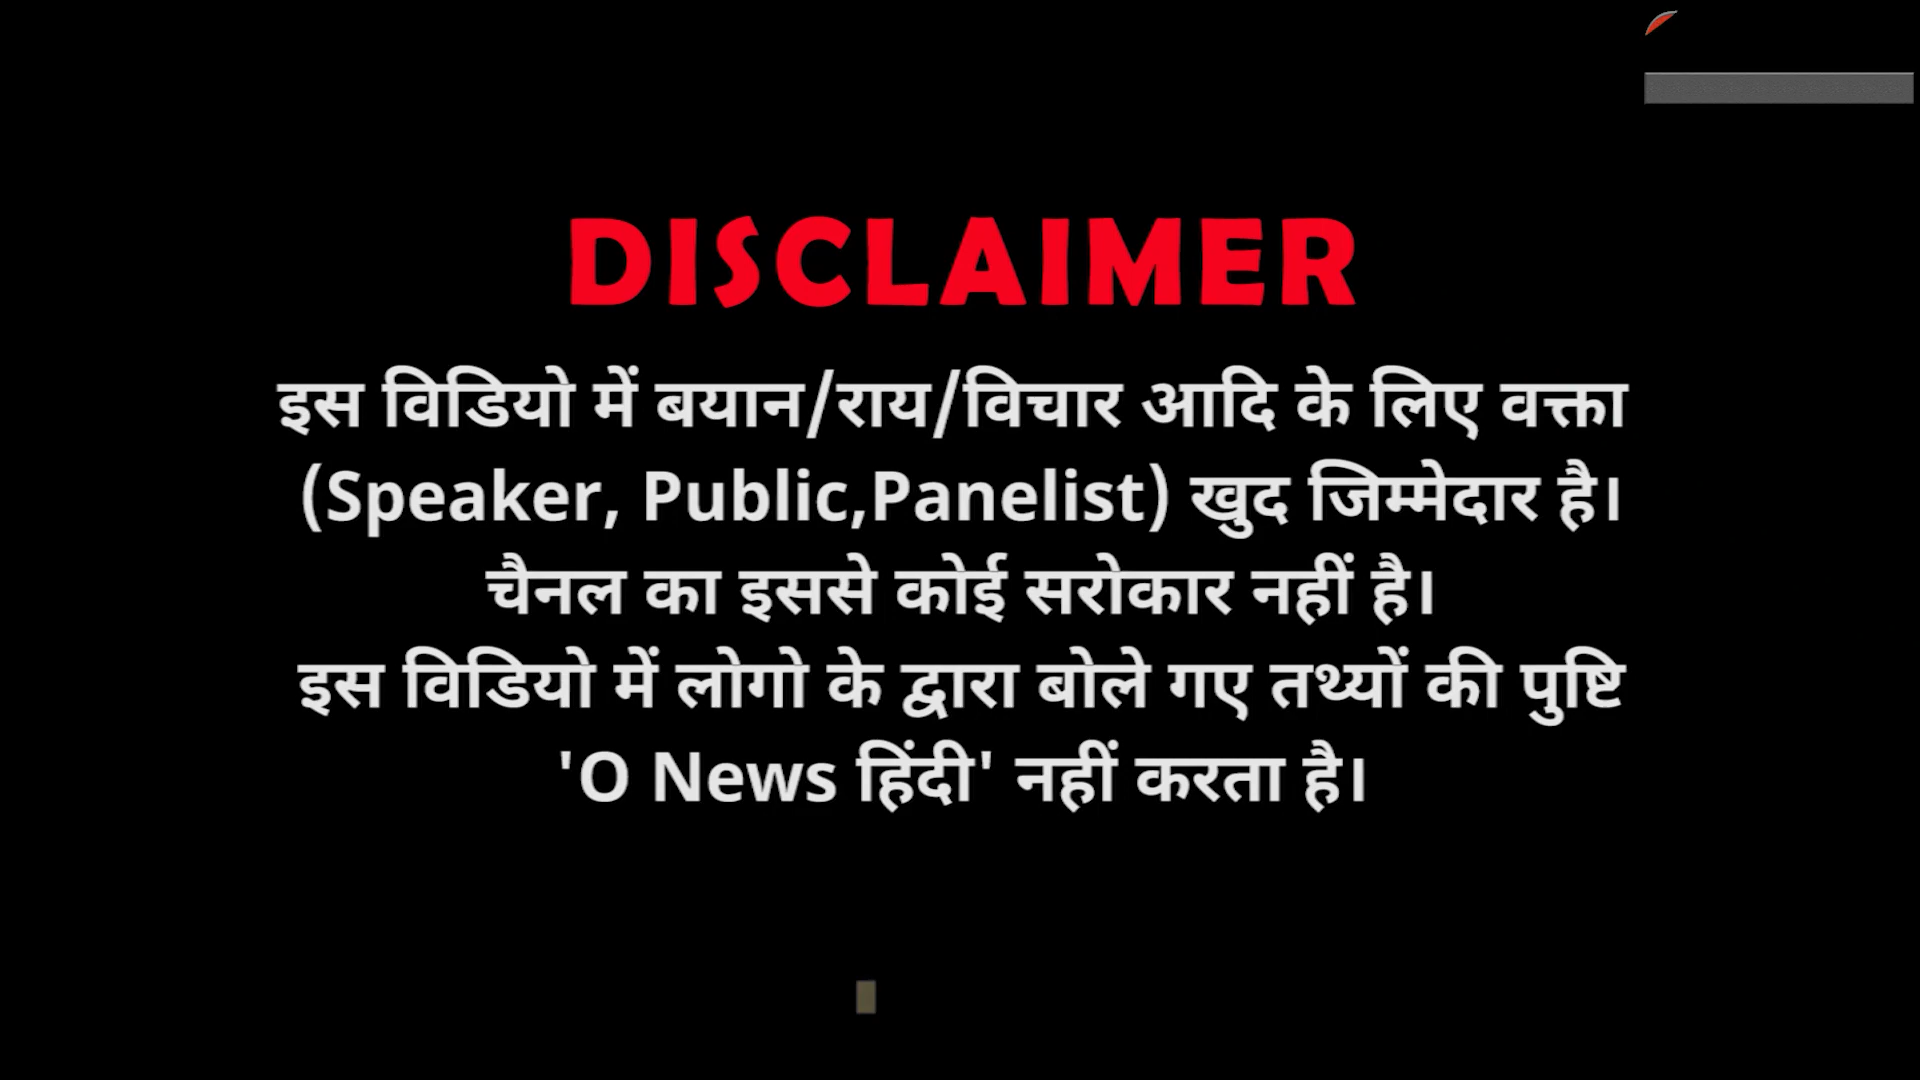 DISCLAIMER
इस विडियो में बयान/राय/विचार आदि के लिए वक्ता
(Speaker, Public,Panelist) खुद जिम्मेदार है।
चैनल का इससे कोई सरोकार नहीं है।
इस विडियो में लोगो के द्वारा बोले गए तथ्यों की पुष्टि
'O News हिंदी' नहीं करता है।